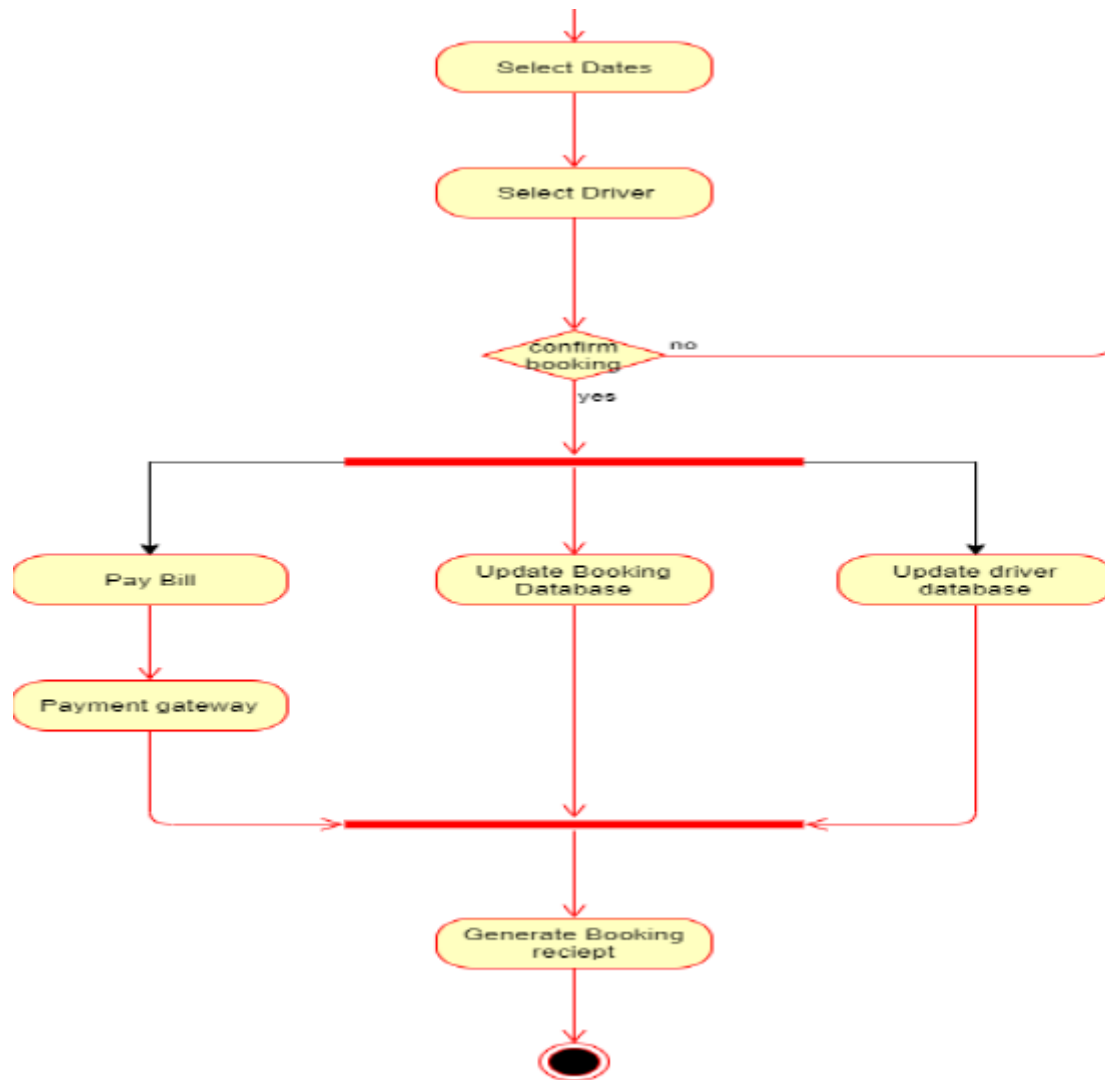 Select Dates
Select Driver
confirm
booking
no
yes
Pay Bill
Update Booking
Database
Update driver
database
Payment gateway
Generate Booking
reciept